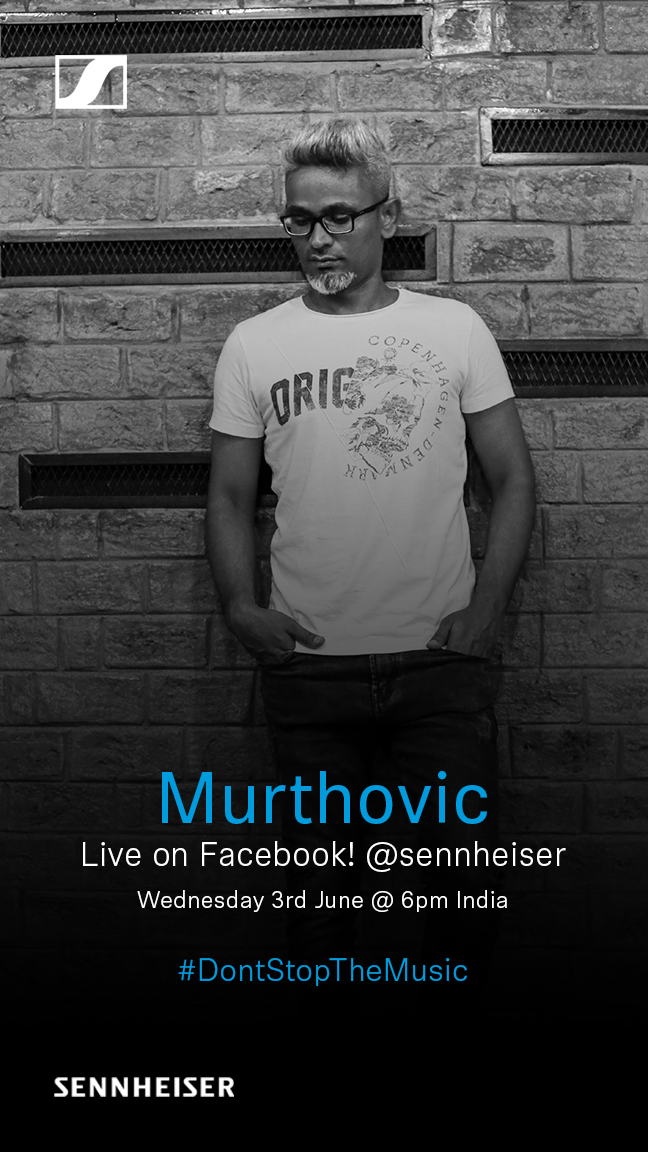 ORIG
COPENHAGEN-DENMARK
Murthovic
Live on Facebook! @sennheiser
Wednesday 3rd June @ 6pm India
#DontStopTheMusic
SENNHEISER